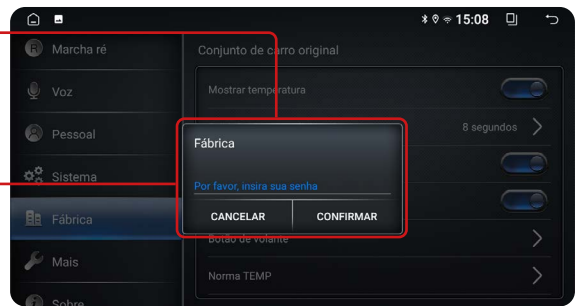 15:08
Marcha ré
Conjunto de carro original
Voz
Mostrar temperatura
Pessoal
8 segundos
Fábrica
Por favor, insira sua senha
Sistema
CANCELAR CONFIRMAR
Fábrica
Botão de volante
Mais
Norma TEMP
Sobre